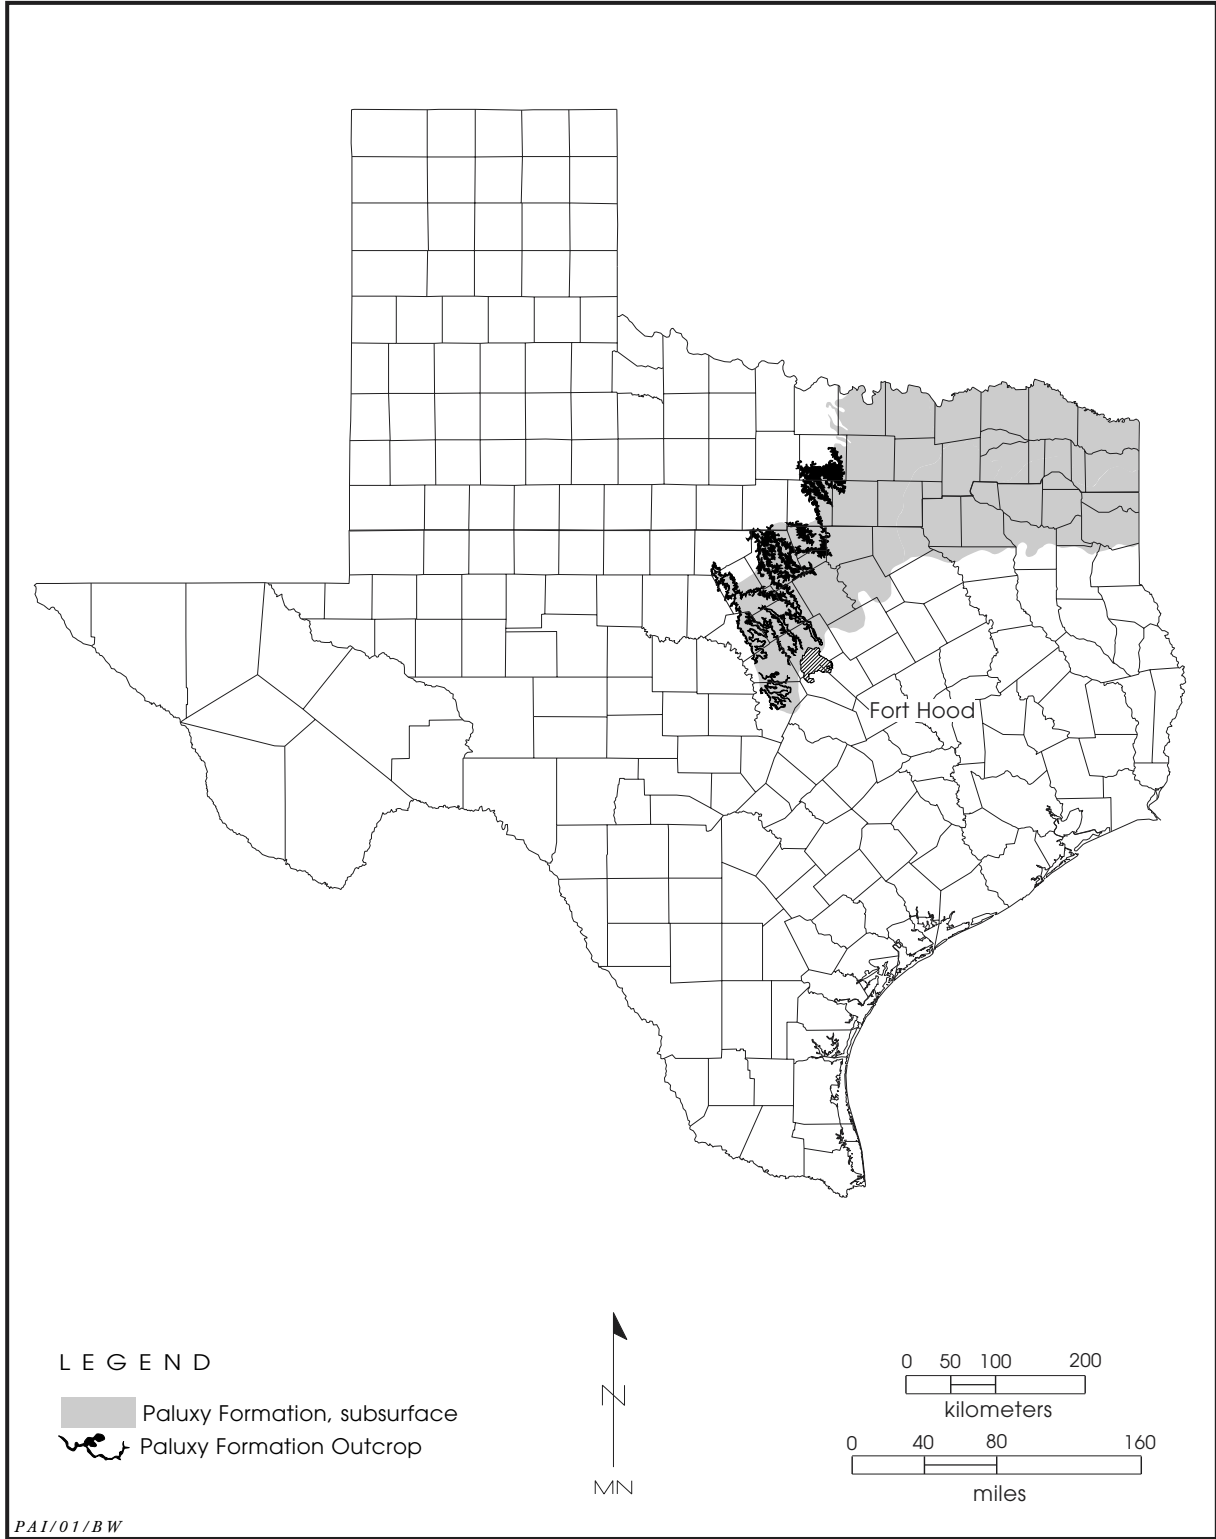 Fort Hood
LEGEND
Paluxy Formation, subsurface
Paluxy Formation Outcrop
N
MN
0 50 100 200
kilometers
0 40 80 160
miles
PAI/01/BW